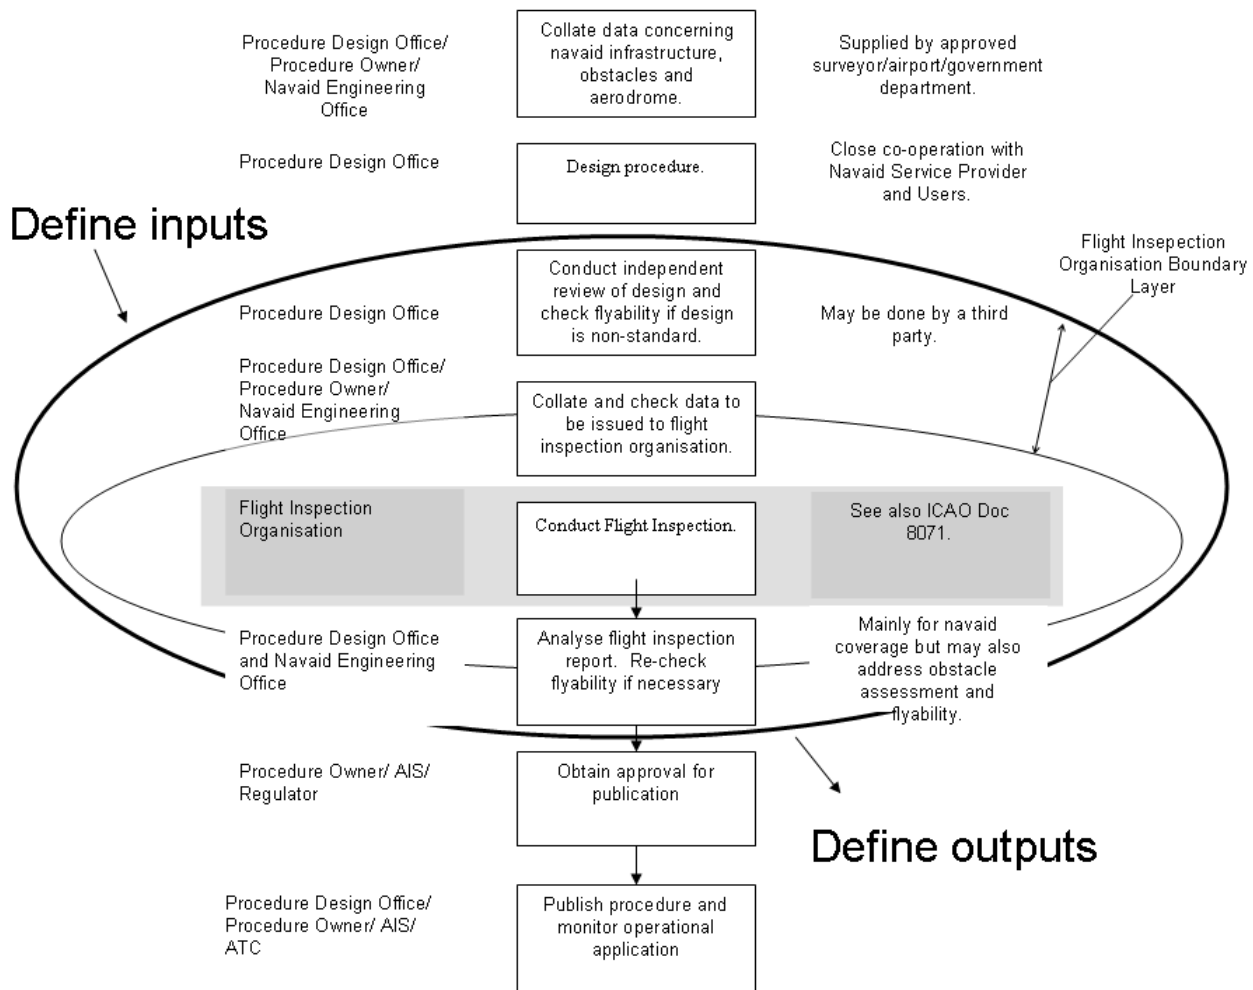 Procedure Design Office/
Procedure Owner/
Navaid Engineering
Office
Collate data concerning
navaid infrastructure,
obstacles and
aerodrome.
Supplied by approved
surveyor/airport/government
department.
Procedure Design Office
Design procedure.
Close co-operation with
Navaid Service Provider
and Users.
Define inputs
Flight Insepection
Organisation Boundary
Layer
Procedure Design Office
Conduct independent
review of design and
check flyability if design
is non-standard.
May be done by a third
party.
Procedure Design Office/
Procedure Owner/
Navaid Engineering
Office
Collate and check data to
be issued to flight
inspection organisation.
Flight Inspection
Organisation
Conduct Flight Inspection.
See also ICAO Doc
8071.
Procedure Design Office
and Navaid Engineering
Office
Analyse flight inspection
report. Re-check
flyability if necessary
Mainly for navaid
coverage but may also
address obstacle
assessment and
flyability.
Procedure Owner/ AIS/
Regulator
Obtain approval for
publication
Define outputs
Procedure Design Office/
Procedure Owner/ AIS/
ATC
Publish procedure and
monitor operational
application